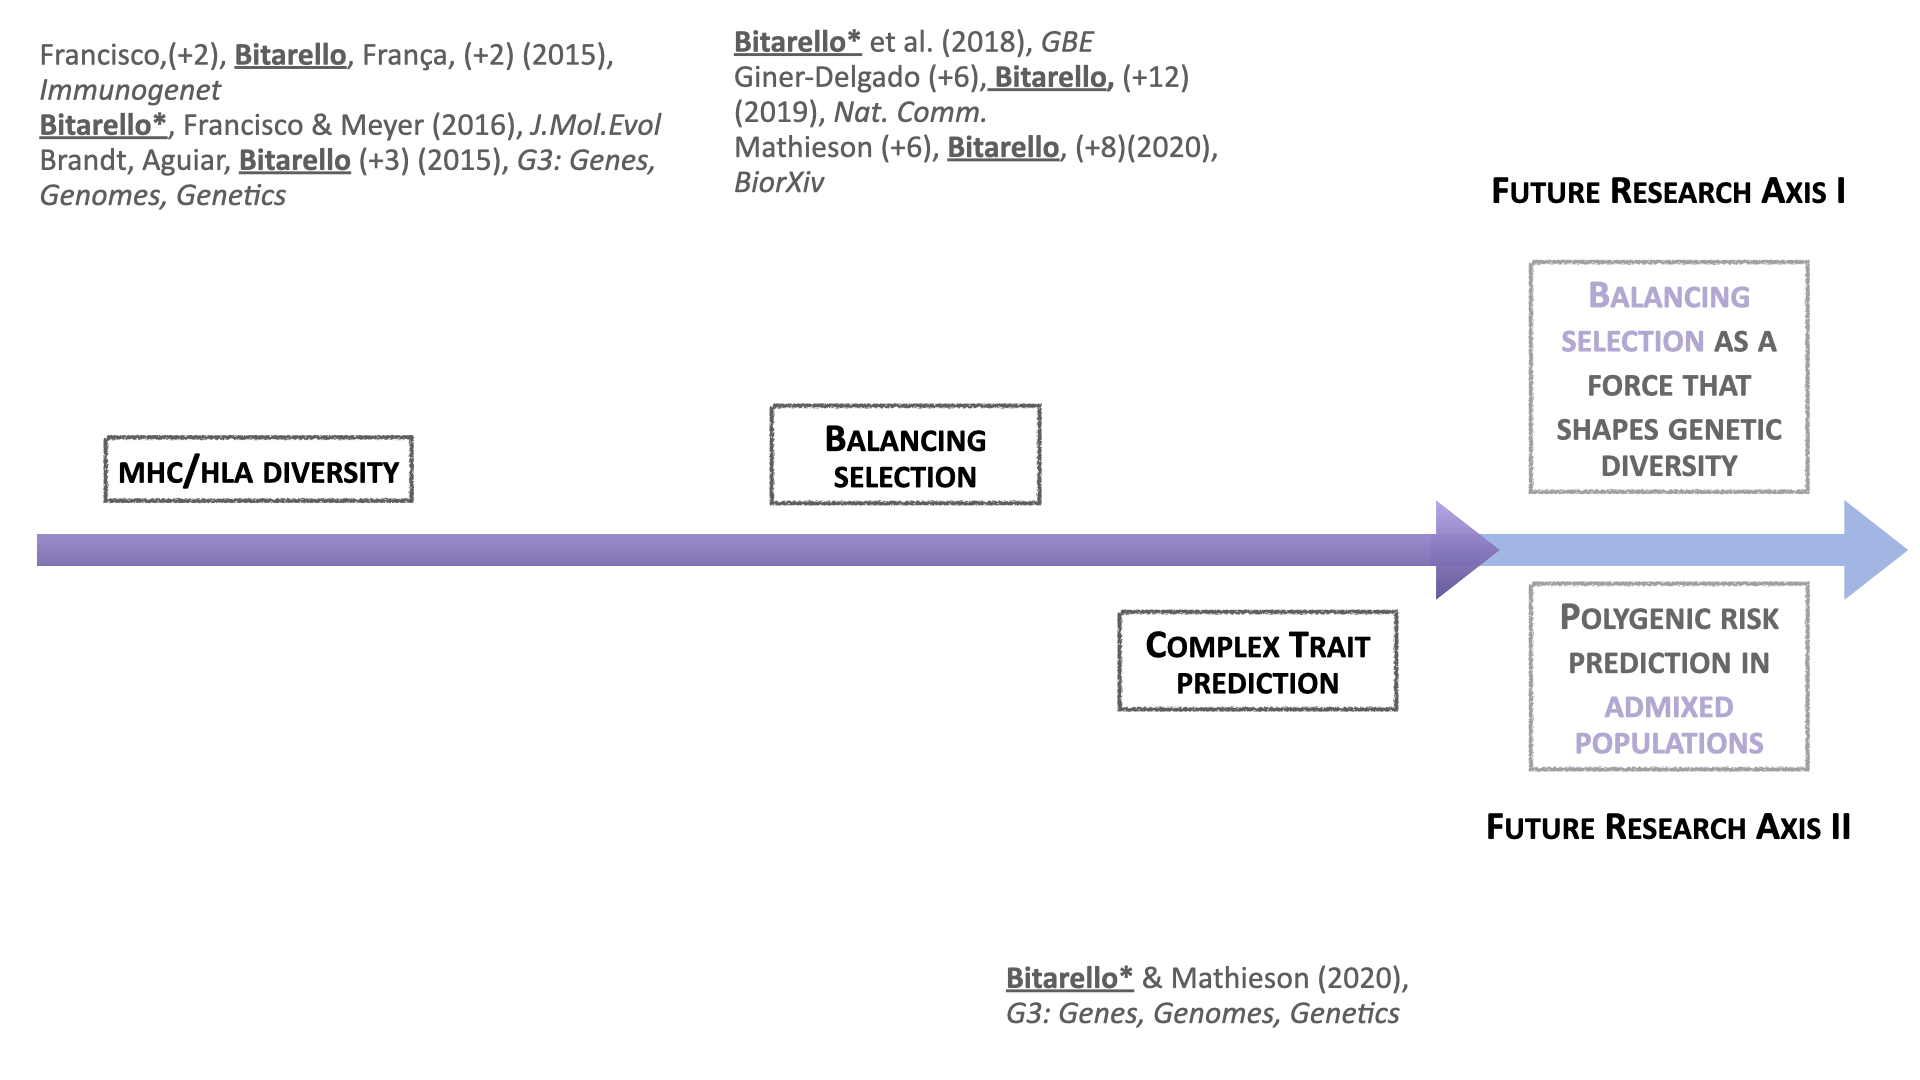 Francisco,(+2), Bitarello, França, (+2) (2015),
Immunogenet
Bitarello*, Francisco & Meyer (2016), J.Mol.Evol
Brandt, Aguiar, Bitarello (+3) (2015), G3: Genes,
Genomes, Genetics
Bitarello* et al. (2018), GBE
Giner-Delgado (+6), Bitarello, (+12)
(2019), Nat. Comm.
Mathieson (+6), Bitarello, (+8)(2020),
BiorXiv
FUTURE RESEARCH AXIS I
BALANCING
SELECTION AS A
FORCE THAT
SHAPES GENETIC
DIVERSITY
MHC/HLA DIVERSITY
BALANCING
SELECTION
COMPLEX TRAIT
PREDICTION
POLYGENIC RISK
PREDICTION IN
ADMIXED
POPULATIONS
FUTURE RESEARCH AXIS II
Bitarello* & Mathieson (2020),
G3: Genes, Genomes, Genetics